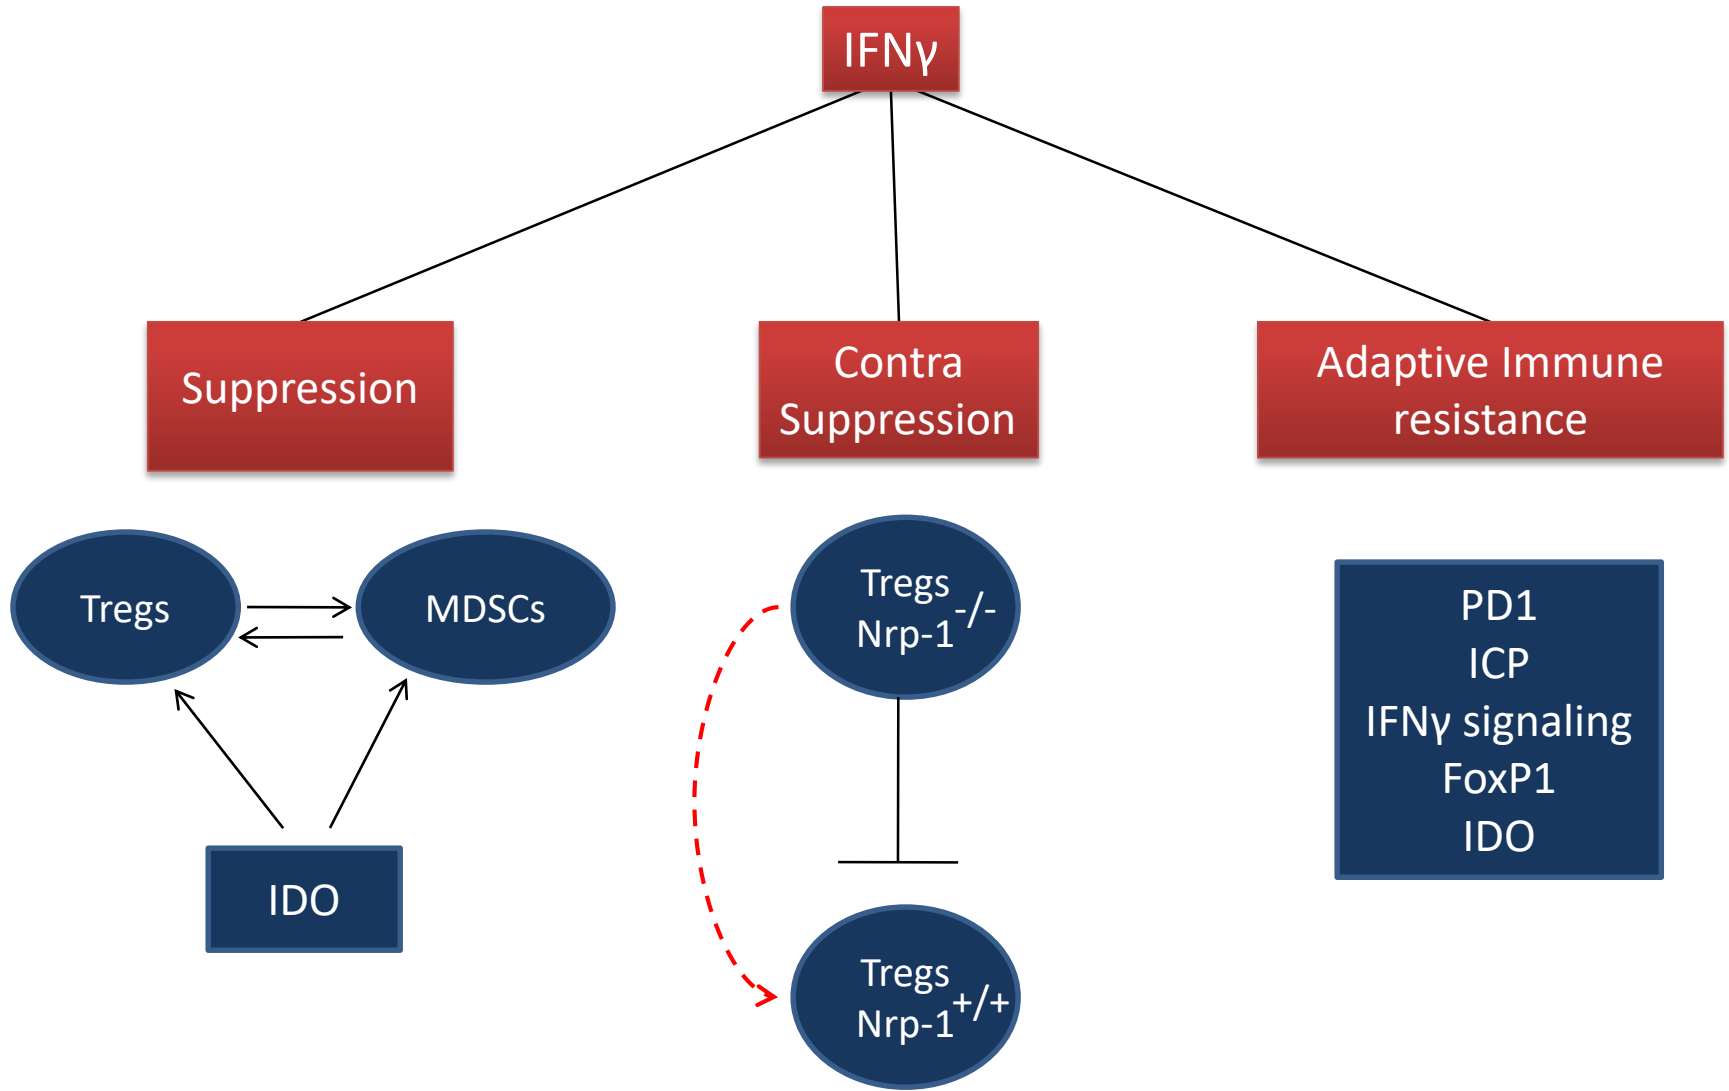 IFNγ
Suppression
Contra
Suppression
Adaptive Immune
resistance
Tregs
MDSCs
IDO
Tregs
Nrp-1-/-
Tregs
Nrp-1+/+
PD1
ICP
IFNγ signaling
FoxP1
IDO